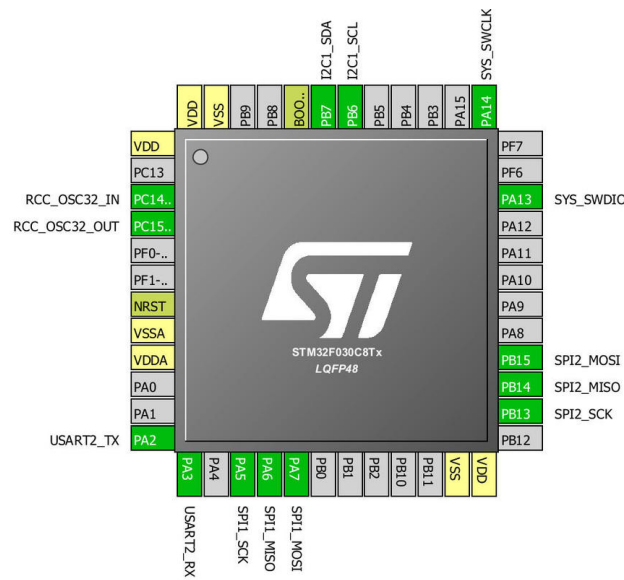 I2C1_SDA
I2C1_SCL
SYS_SWCLK
VDD
VSS
PB9
PB8
BOO..
PB7
PB6
PB5
PB4
PB3
PA15
PA14
VDD
PC13
RCC_OSC32_IN PC14..
RCC_OSC32_OUT PC15..
PF0-..
PF1-..
NRST
VSSA
VDDA
PA0
PA1
USART2_TX PA2
PF7
PF6
PA13 SYS_SWDIO
PA12
PA11
PA10
PA9
PA8
PB15 SPI2_MOSI
PB14 SPI2_MISO
PB13 SPI2_SCK
PB12
ST
STM32F030C8Tx
LQFP48
PA3
PA4
PA5
PA6
PA7
PB0
PB1
PB2
PB10
PB11
VSS
VDD
USART2_RX
SPI1_SCK
SPI1_MISO
SPI1_MOSI